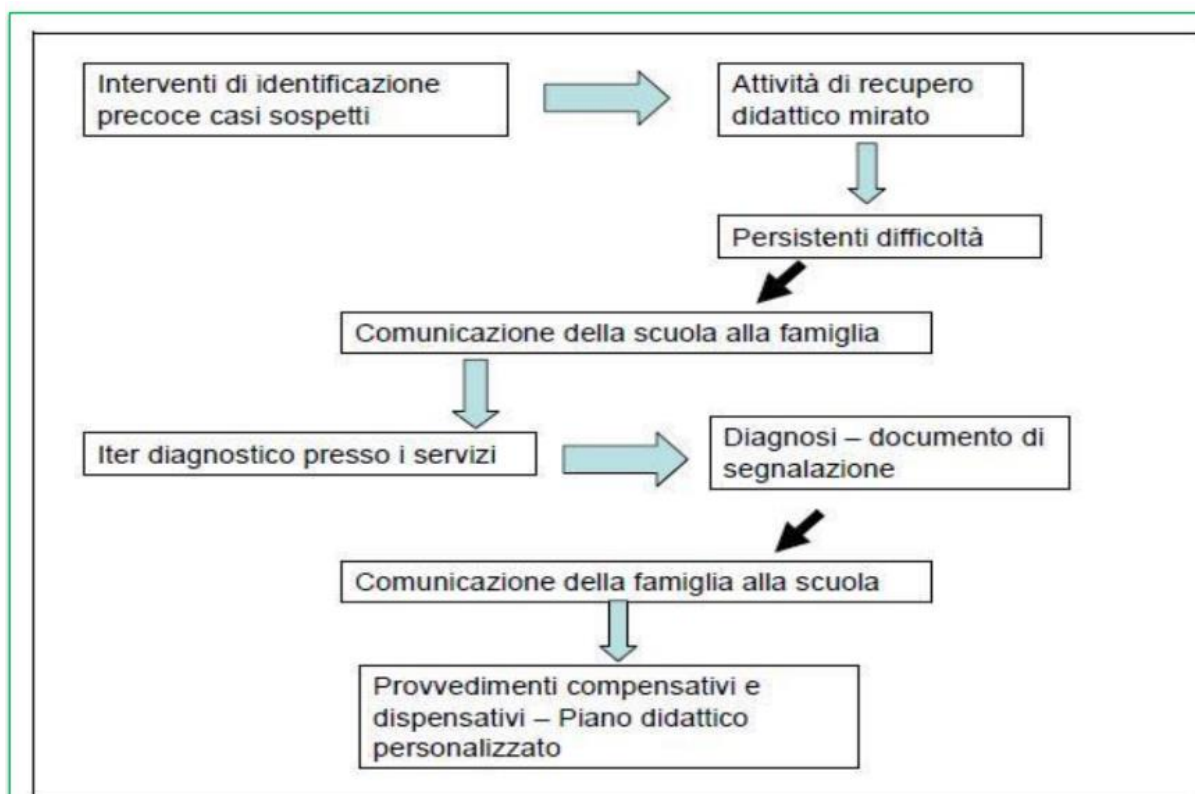 Interventi di identificazione
precoce casi sospetti
Attività di recupero
didattico mirato
Persistenti difficoltà
Comunicazione della scuola alla famiglia
Iter diagnostico presso i servizi
Diagnosi – documento di
segnalazione
Comunicazione della famiglia alla scuola
Provvedimenti compensativi e
dispensativi – Piano didattico
personalizzato